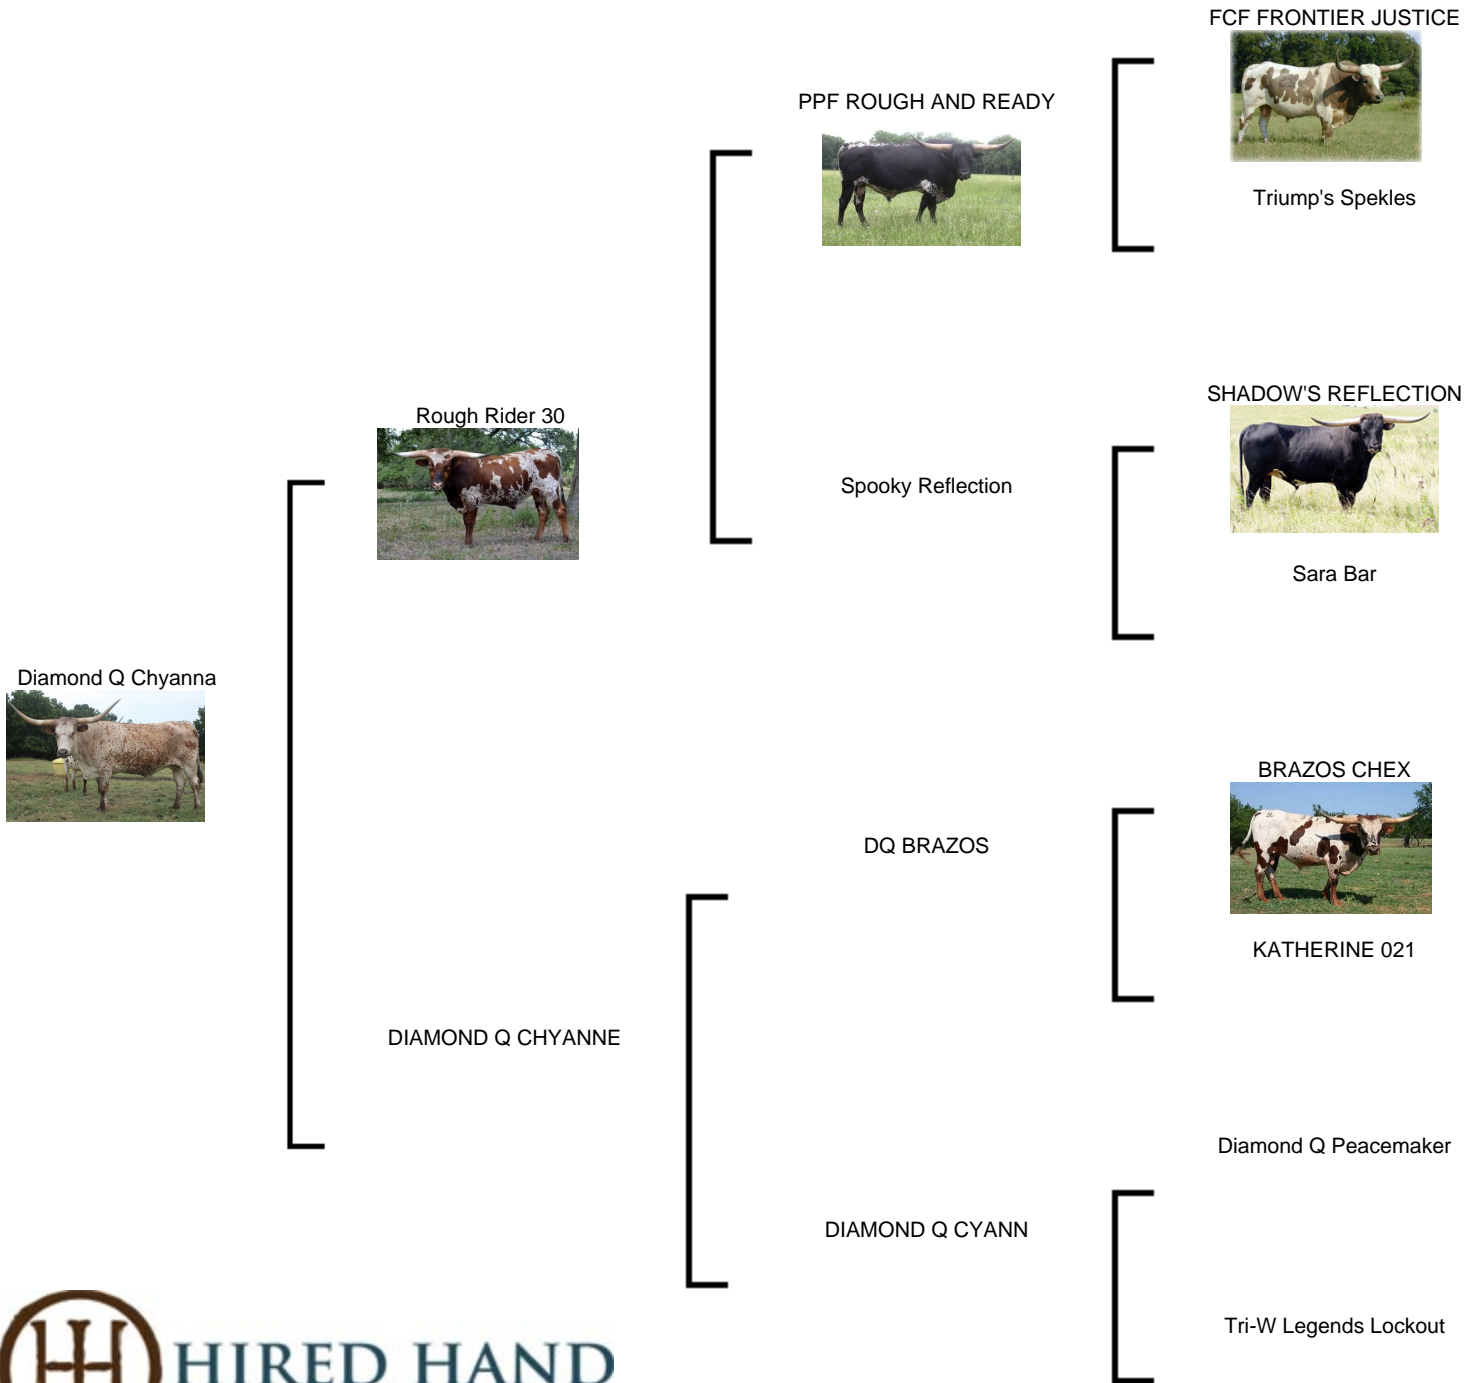 FCF FRONTIER JUSTICE
PPF ROUGH AND READY
Triump's Spekles
SHADOW'S REFLECTION
Rough Rider 30
Spooky Reflection
Sara Bar
Diamond Q Chyanna
BRAZOS CHEX
DQ BRAZOS
KATHERINE 021
DIAMOND Q CHYANNE
Diamond Q Peacemaker
DIAMOND Q CYANN
Tri-W Legends Lockout
HIRED HAND